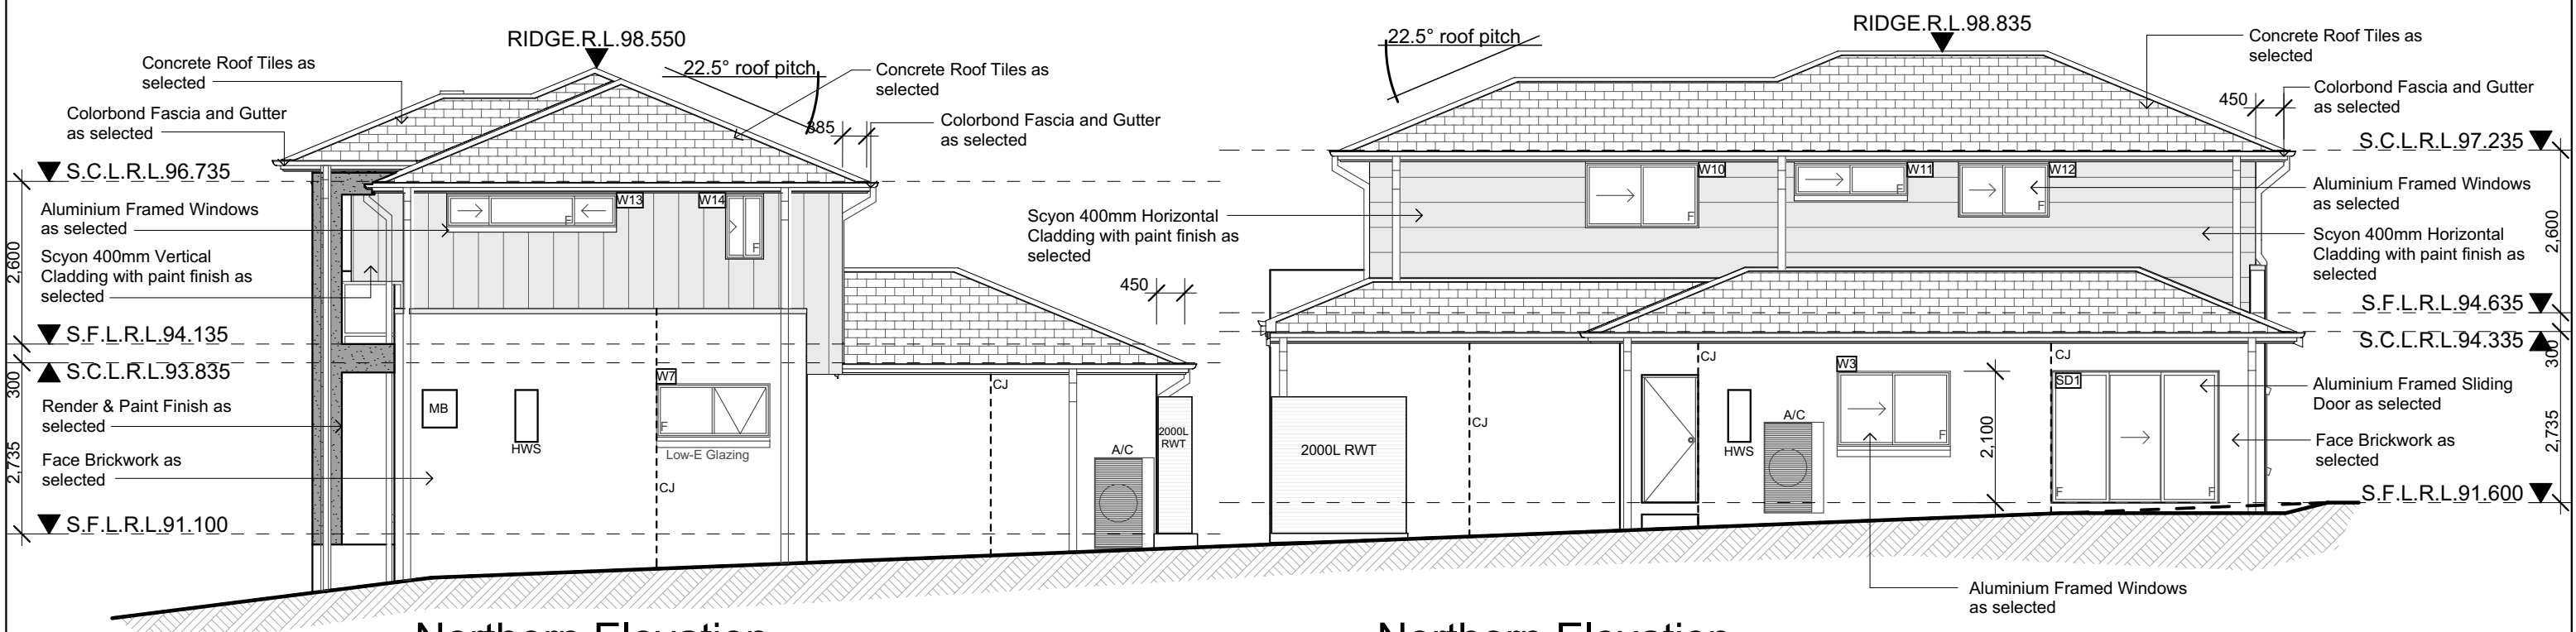 RIDGE.R.L.98.550
Concrete Roof Tiles as
selected
22.5° roof pitch
Concrete Roof Tiles as
selected
Colorbond Fascia and Gutter
as selected
385
Colorbond Fascia and Gutter
as selected
S.C.L.R.L.96.735
Aluminium Framed Windows
as selected
W13
W14
F
F
2,600
Scyon 400mm Vertical
Cladding with paint finish as
selected
450
S.F.L.R.L.94.135
300
S.C.L.R.L.93.835
Render & Paint Finish as
selected
MB
HWS
W7
F
Low-E Glazing
CJ
CJ
2,735
Face Brickwork as
selected
A/C
2000L
RWT
S.F.L.R.L.91.100
Northern Elevation
RIDGE.R.L.98.835
22.5° roof pitch
Concrete Roof Tiles as
selected
450
Colorbond Fascia and Gutter
as selected
S.C.L.R.L.97.235
W10
W11
W12
F
F
F
Aluminium Framed Windows
as selected
Scyon 400mm Horizontal
Cladding with paint finish as
selected
Scyon 400mm Horizontal
Cladding with paint finish as
selected
2,600
S.F.L.R.L.94.635
S.C.L.R.L.94.335
300
CJ
CJ
CJ
W3
F
SD1
F
F
Aluminium Framed Sliding
Door as selected
2,100
A/C
HWS
2000L RWT
Face Brickwork as
selected
2,735
S.F.L.R.L.91.600
Aluminium Framed Windows
as selected
Northern Elevation